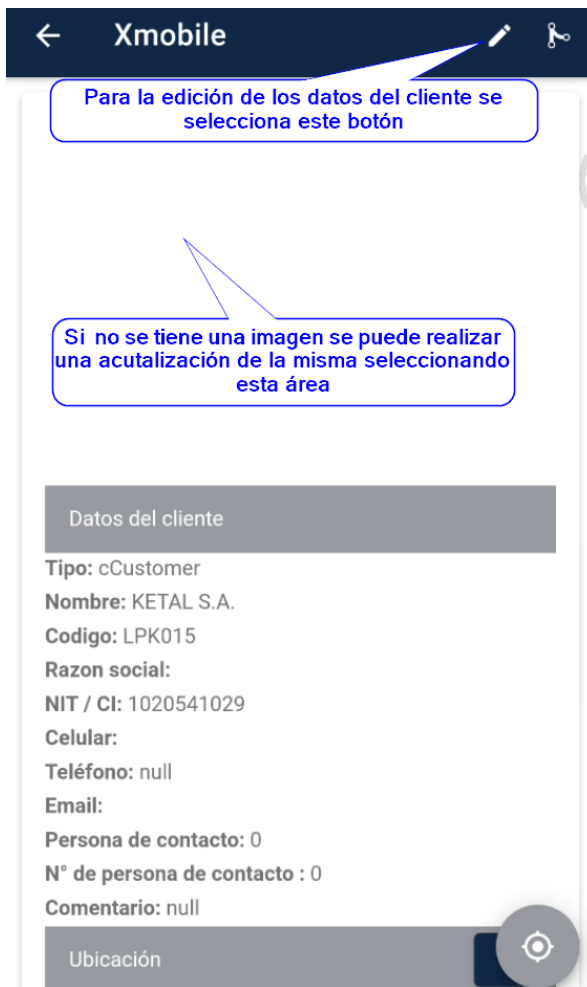 Xmobile
Para la edición de los datos del cliente se
selecciona este botón
Si no se tiene una imagen se puede realizar
una acutalización de la misma seleccionando
esta área
Datos del cliente
Tipo: cCustomer
Nombre: KETAL S.A.
Codigo: LPK015
Razon social:
NIT / CI: 1020541029
Celular:
Teléfono: null
Email:
Persona de contacto: 0
N° de persona de contacto : 0
Comentario: null
Ubicación